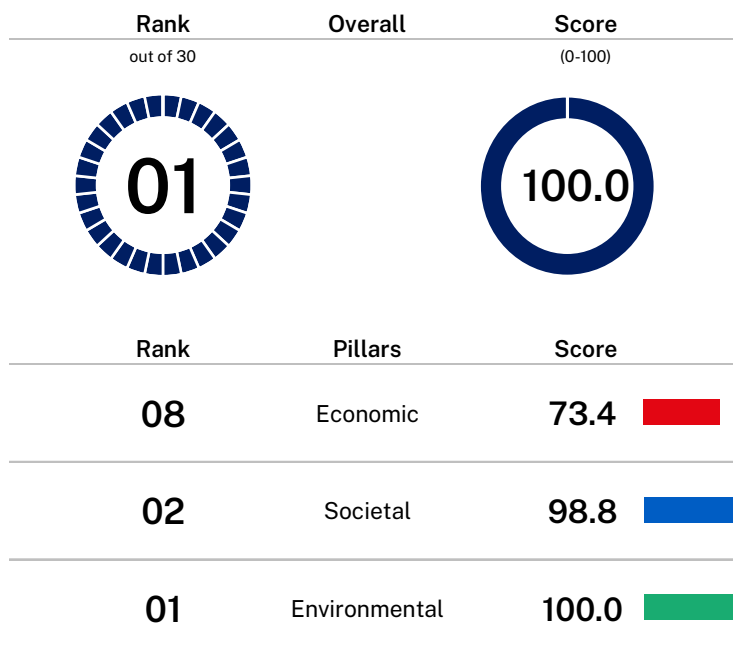 Rank Overall Score
out of 30 (0-100)
01 100.0
Rank Pillars Score
08 Economic 73.4
02 Societal 98.8
01 Environmental 100.0